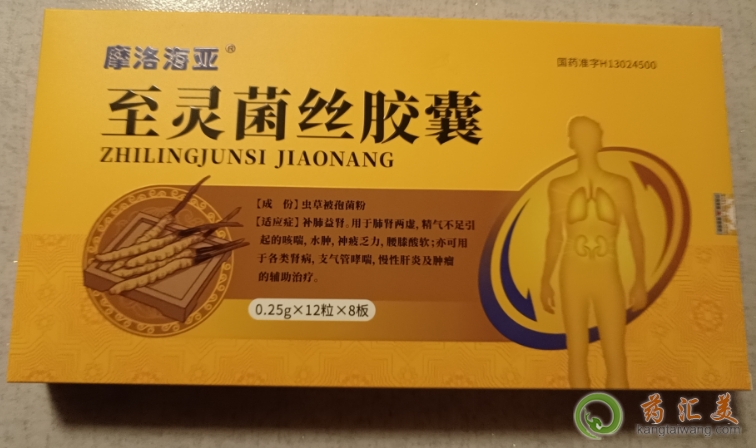 摩洛海亚®
国药准字H13024500
至灵菌丝胶囊
ZHILINGJUNSI JIAONANG
【成 份】虫草被孢菌粉
【适应症】补肺益肾。用于肺肾两虚,精气不足引
起的咳喘,水肿,神疲乏力,腰膝酸软;亦可用
于各类肾病,支气管哮喘,慢性肝炎及肿瘤
的辅助治疗。
0.25g×12粒×8板
药汇美
kangtaiwang.com